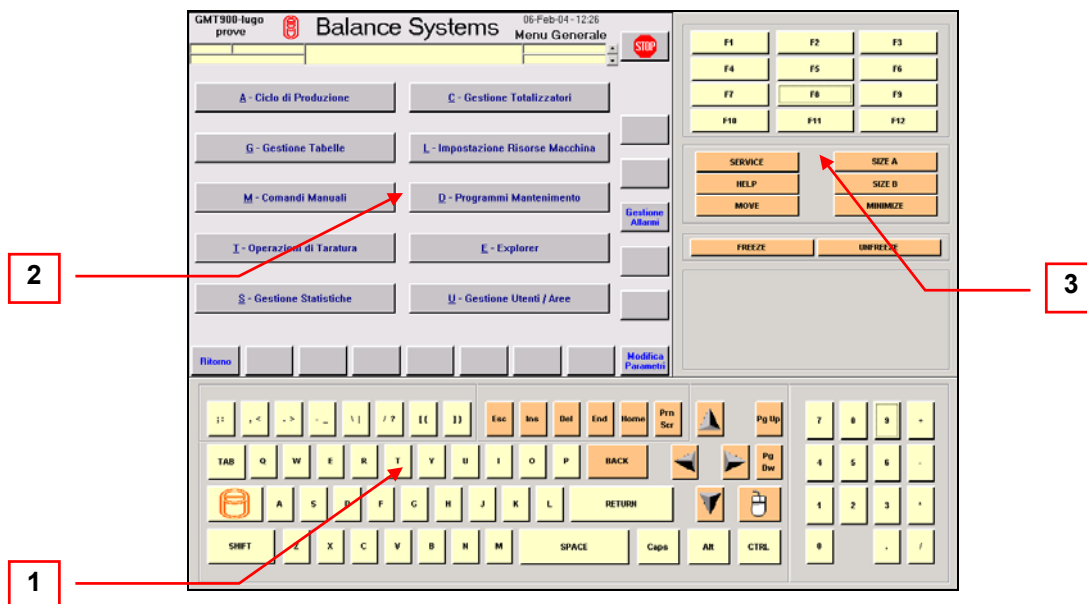 GMT900-lugo
prove
Balance Systems
06-Feb-04 - 12:26
Menu Generale
STOP
A - Ciclo di Produzione
C - Gestione Totalizzatori
G - Gestione Tabelle
L - Impostazione Risorse Macchina
M - Comandi Manuali
D - Programmi Mantenimento
Gestione
Allarmi
T - Operazioni di Taratura
E - Explorer
S - Gestione Statistiche
U - Gestione Utenti / Aree
Ritorno
Modifica
Parametri
F1 F2 F3
F4 F5 F6
F7 F8 F9
F10 F11 F12
SERVICE SIZE A
HELP SIZE B
MOVE MINIMIZE
FREEZE UNFREEZE
2
3
, < . > - _ \ | / ? [ { ] } Esc Ins Del End Home Prn
Scr
Pg Up
7 8 9 +
TAB Q W E R T Y U I O P BACK
Pg
Dw
4 5 6 -
A S D F G H J K L RETURN
1 2 3 *
SHIFT Z X C V B N M SPACE Caps Alt CTRL
0 . /
1